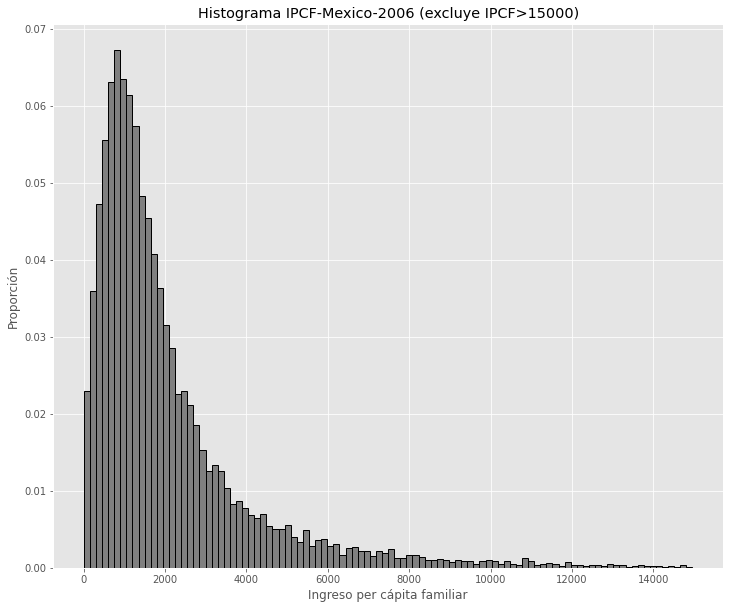 Histograma IPCF-Mexico-2006 (excluye IPCF>15000)
0.07
0.06
0.05
0.04
0.03
0.02
0.01
0.00
Proporción
0 2000 4000 6000 8000 10000 12000 14000
Ingreso per cápita familiar